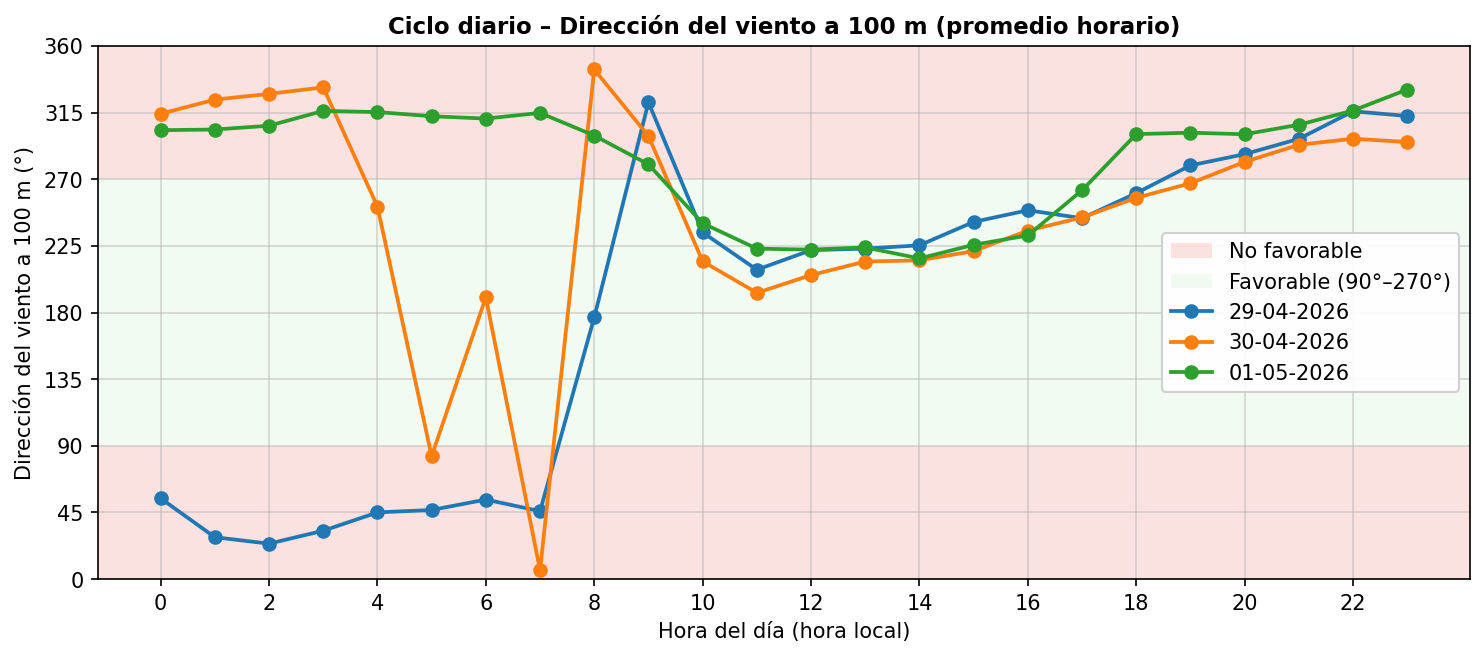 Ciclo diario – Dirección del viento a 100 m (promedio horario)
Dirección del viento a 100 m (°)
360
315
270
225
180
135
90
45
0
No favorable
Favorable (90°–270°)
29-04-2026
30-04-2026
01-05-2026
0 2 4 6 8 10 12 14 16 18 20 22
Hora del día (hora local)